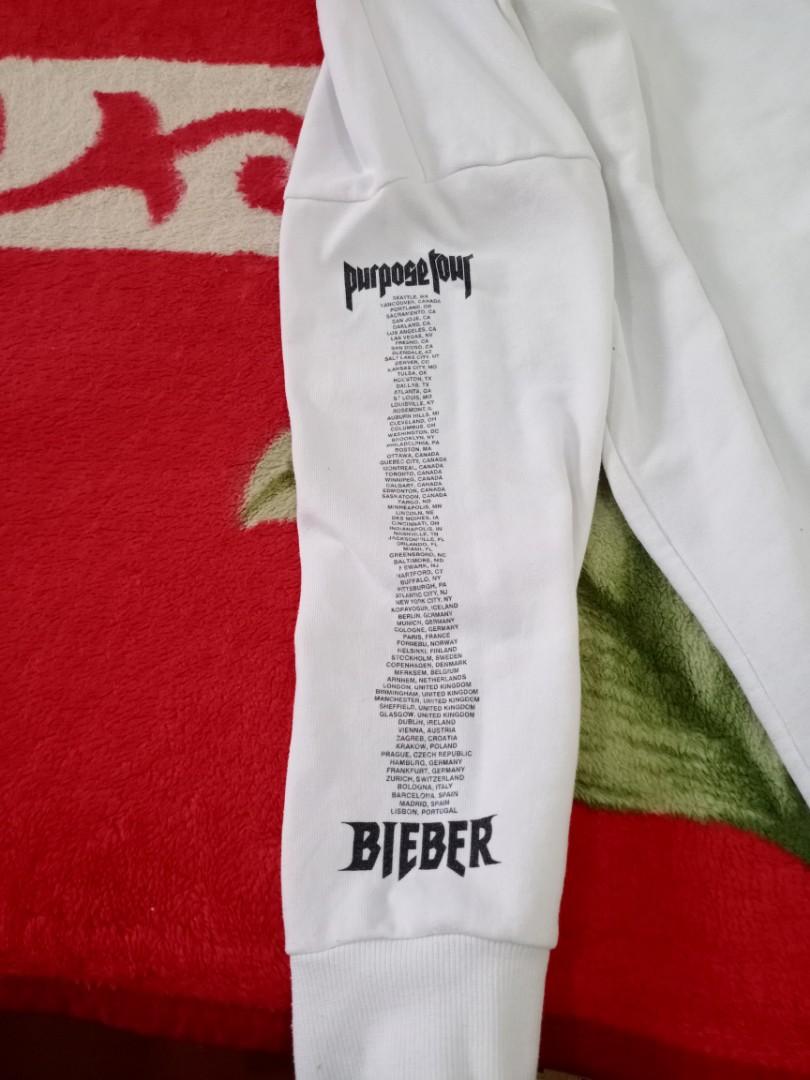 purpose tour
SEATTLE, WA
VANCOUVER, CANADA
PORTLAND, OR
SACRAMENTO, CA
SAN JOSE, CA
OAKLAND, CA
LOS ANGELES, CA
LAS VEGAS, NV
FRESNO, CA
SAN DIEGO, CA
GLENDALE, AZ
SALT LAKE CITY, UT
DENVER, CO
KANSAS CITY, MO
TULSA, OK
HOUSTON, TX
DALLAS, TX
ATLANTA, GA
ST LOUIS, MO
LOUISVILLE, KY
ROSEMONT, IL
AUBURN HILLS, MI
CLEVELAND, OH
COLUMBUS, OH
WASHINGTON, DC
BROOKLYN, NY
PHILADELPHIA, PA
BOSTON, MA
OTTAWA, CANADA
QUEBEC CITY, CANADA
MONTREAL, CANADA
TORONTO, CANADA
WINNIPEG, CANADA
CALGARY, CANADA
EDMONTON, CANADA
SASKATOON, CANADA
FARGO, ND
MINNEAPOLIS, MN
LINCOLN, NE
DES MOINES, IA
CINCINNATI, OH
INDIANAPOLIS, IN
NASHVILLE, TN
JACKSONVILLE, FL
ORLANDO, FL
MIAMI, FL
GREENSBORO, NC
BALTIMORE, MD
NEWARK, NJ
HARTFORD, CT
BUFFALO, NY
PITTSBURGH, PA
ATLANTIC CITY, NJ
NEW YORK CITY, NY
KOPAVOGUR, ICELAND
BERLIN, GERMANY
MUNICH, GERMANY
COLOGNE, GERMANY
PARIS, FRANCE
FORNEBU, NORWAY
HELSINKI, FINLAND
STOCKHOLM, SWEDEN
COPENHAGEN, DENMARK
MERKSEM, BELGIUM
ARNHEM, NETHERLANDS
LONDON, UNITED KINGDOM
BIRMINGHAM, UNITED KINGDOM
MANCHESTER, UNITED KINGDOM
SHEFFIELD, UNITED KINGDOM
GLASGOW, UNITED KINGDOM
DUBLIN, IRELAND
VIENNA, AUSTRIA
ZAGREB, CROATIA
KRAKOW, POLAND
PRAGUE, CZECH REPUBLIC
HAMBURG, GERMANY
FRANKFURT, GERMANY
ZURICH, SWITZERLAND
BOLOGNA, ITALY
BARCELONA, SPAIN
MADRID, SPAIN
LISBON, PORTUGAL
BIEBER